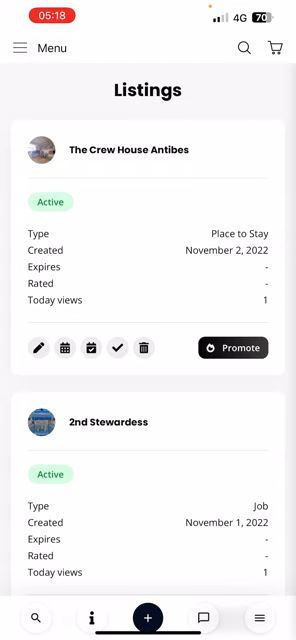 05:18
4G 70
Menu
Listings
The Crew House Antibes
Active
Type Place to Stay
Created November 2, 2022
Expires -
Rated -
Today views 1
Promote
2nd Stewardess
Active
Type Job
Created November 1, 2022
Expires -
Rated -
Today views 1